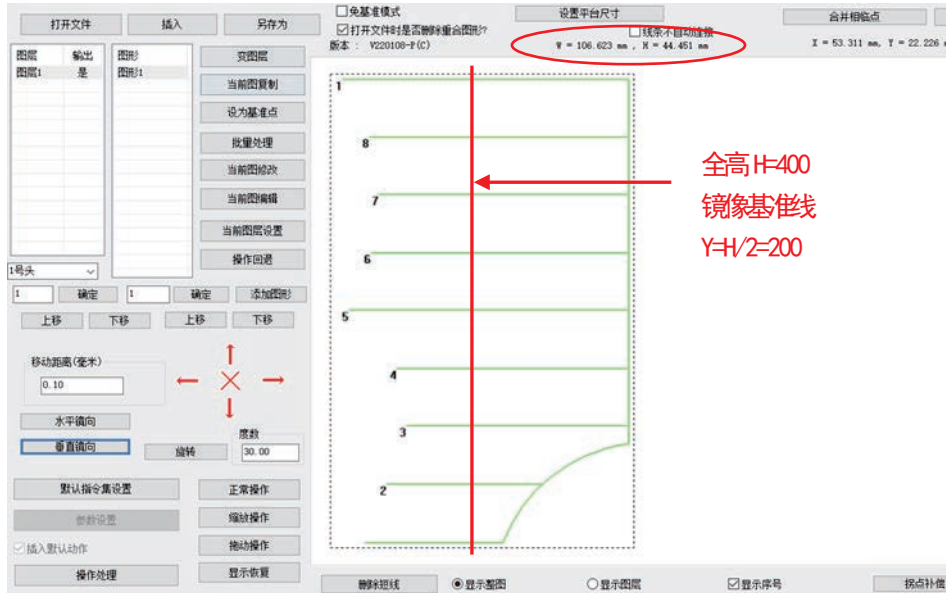 打开文件
插入
另存为
免基准模式
打开文件时是否删除重合图形?
版本 : V220108-P(C)
设置平台尺寸
线条不自动连接
W = 106.623 mm , H = 44.451 mm
合并相临点
X = 53.311 mm, Y = 22.226
图层 输出
图层1 是
图形
图形1
变图层
当前图复制
设为基准点
批量处理
当前图修改
当前图编辑
当前图层设置
操作回退
1号头
1 确定 1 确定 添加图形
上移 下移 上移 下移
移动距离(毫米)
0.10
水平镜向
垂直镜向
旋转
度数
30.00
默认指令集设置
参数设置
插入默认动作
操作处理
正常操作
缩放操作
拖动操作
显示恢复
1
8
7
6
5
4
3
2
全高H=400
镜像基准线
Y=H/2=200
删除短线
显示整图
显示图层
显示序号
拐点补偿